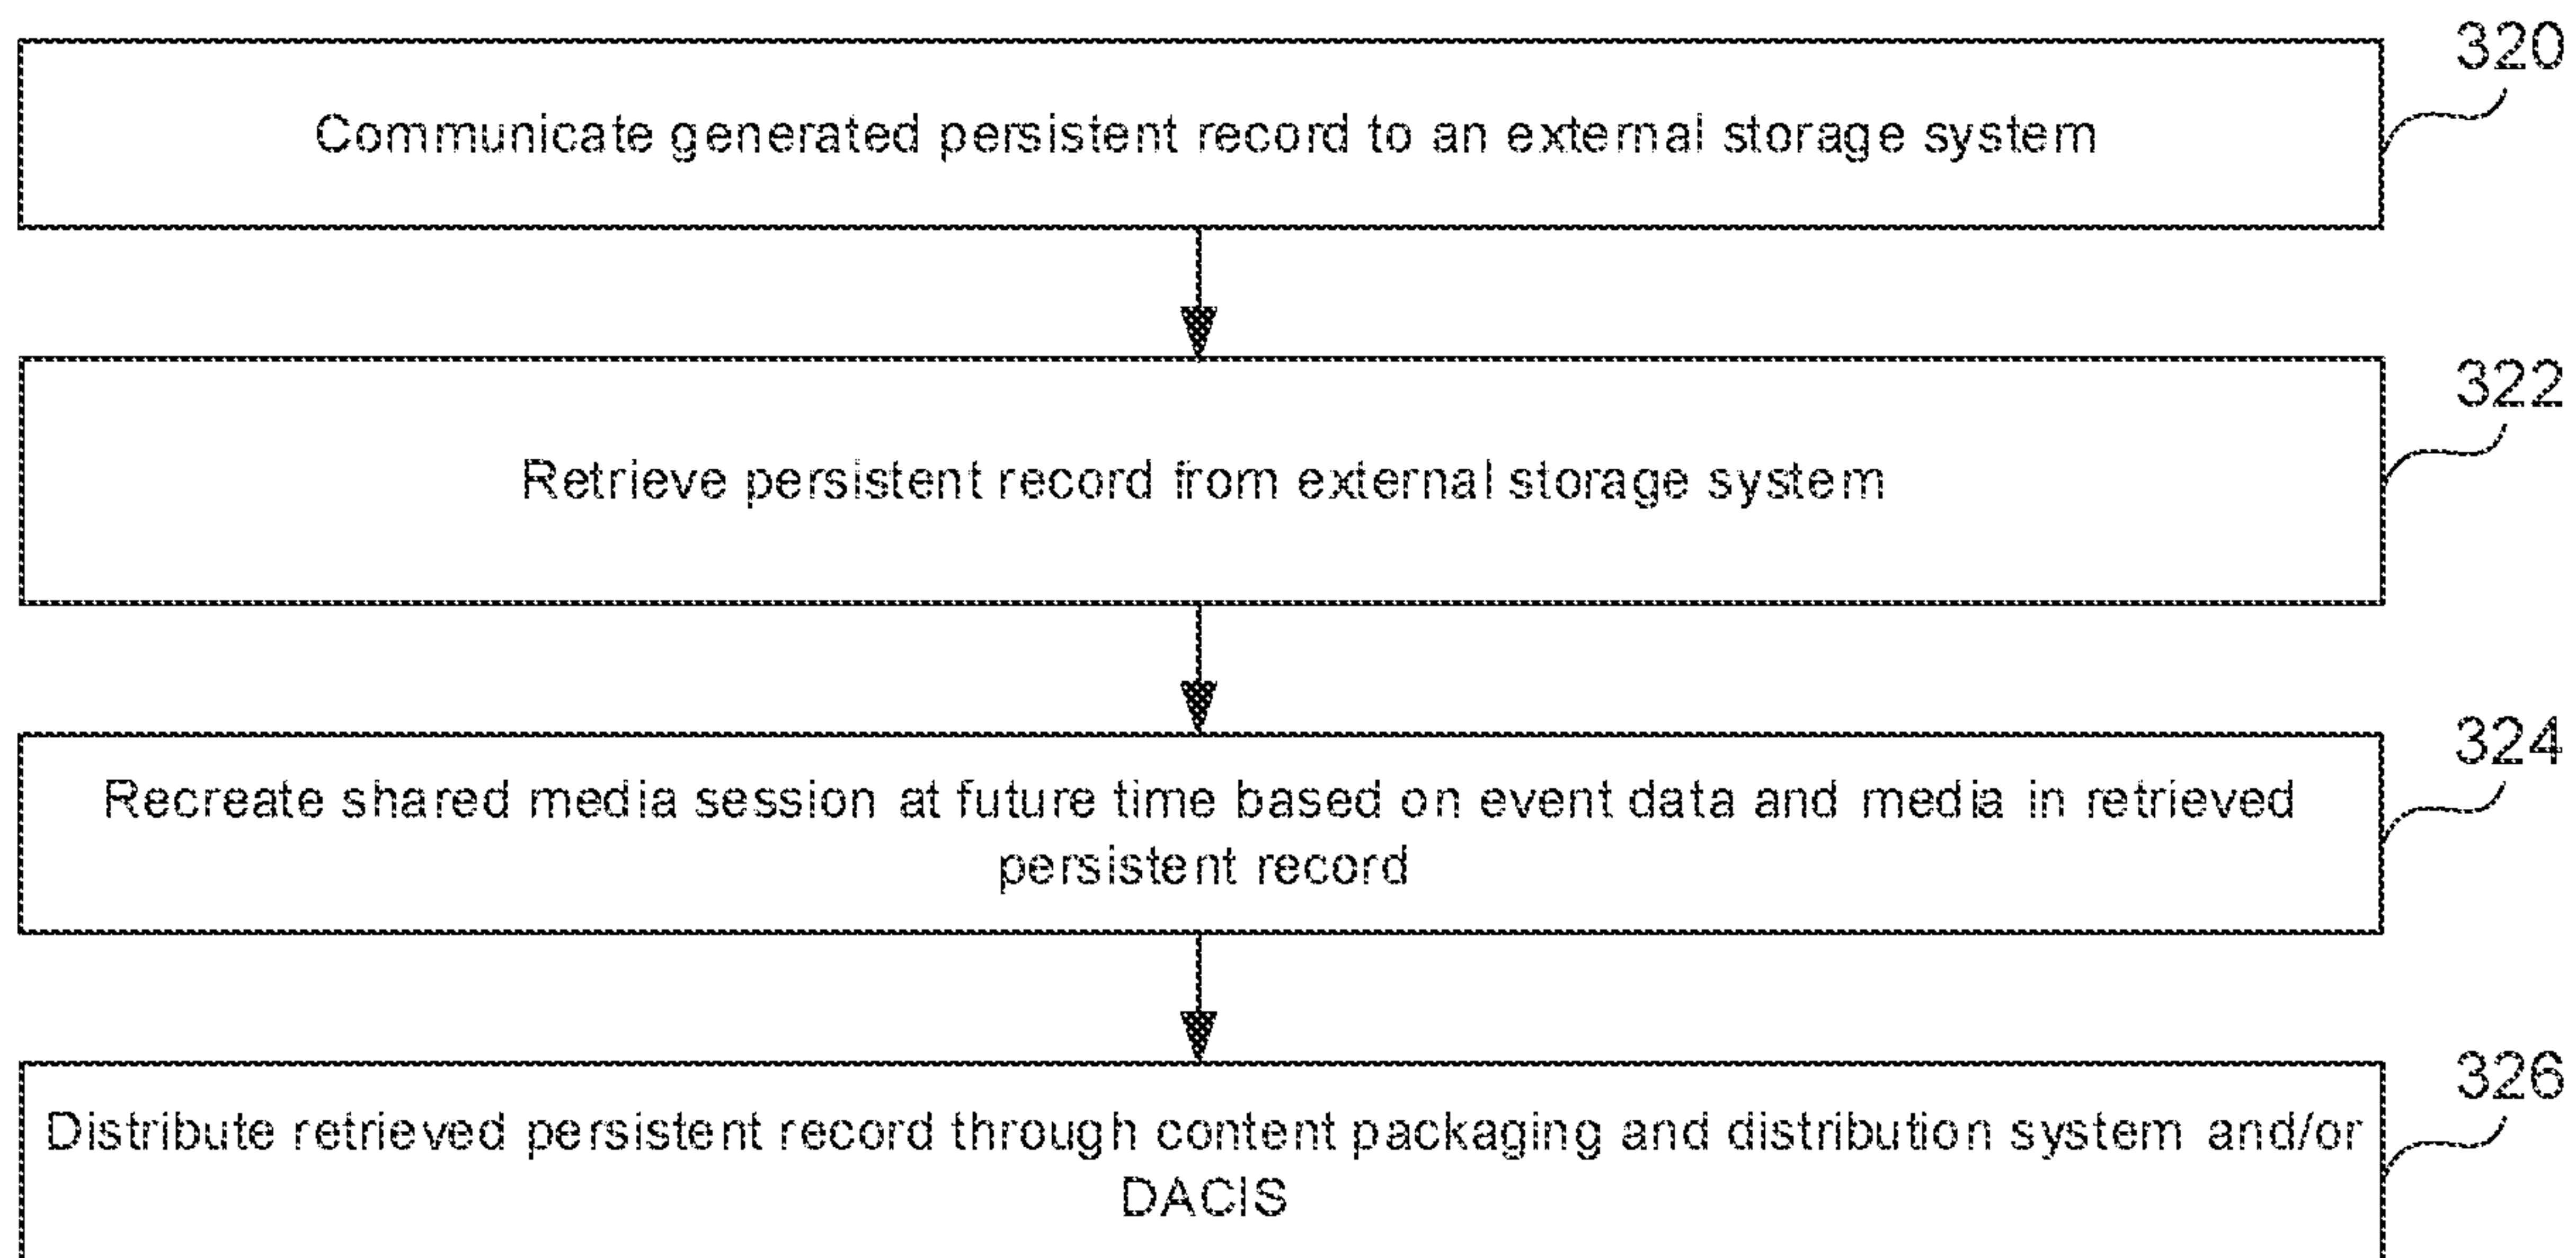 320
Communicate generated persistent record to an external storage system
322
Retrieve persistent record from external storage system
324
Recreate shared media session at future time based on event data and media in retrieved
persistent record
326
Distribute retrieved persistent record through content packaging and distribution system and/or
DACIS